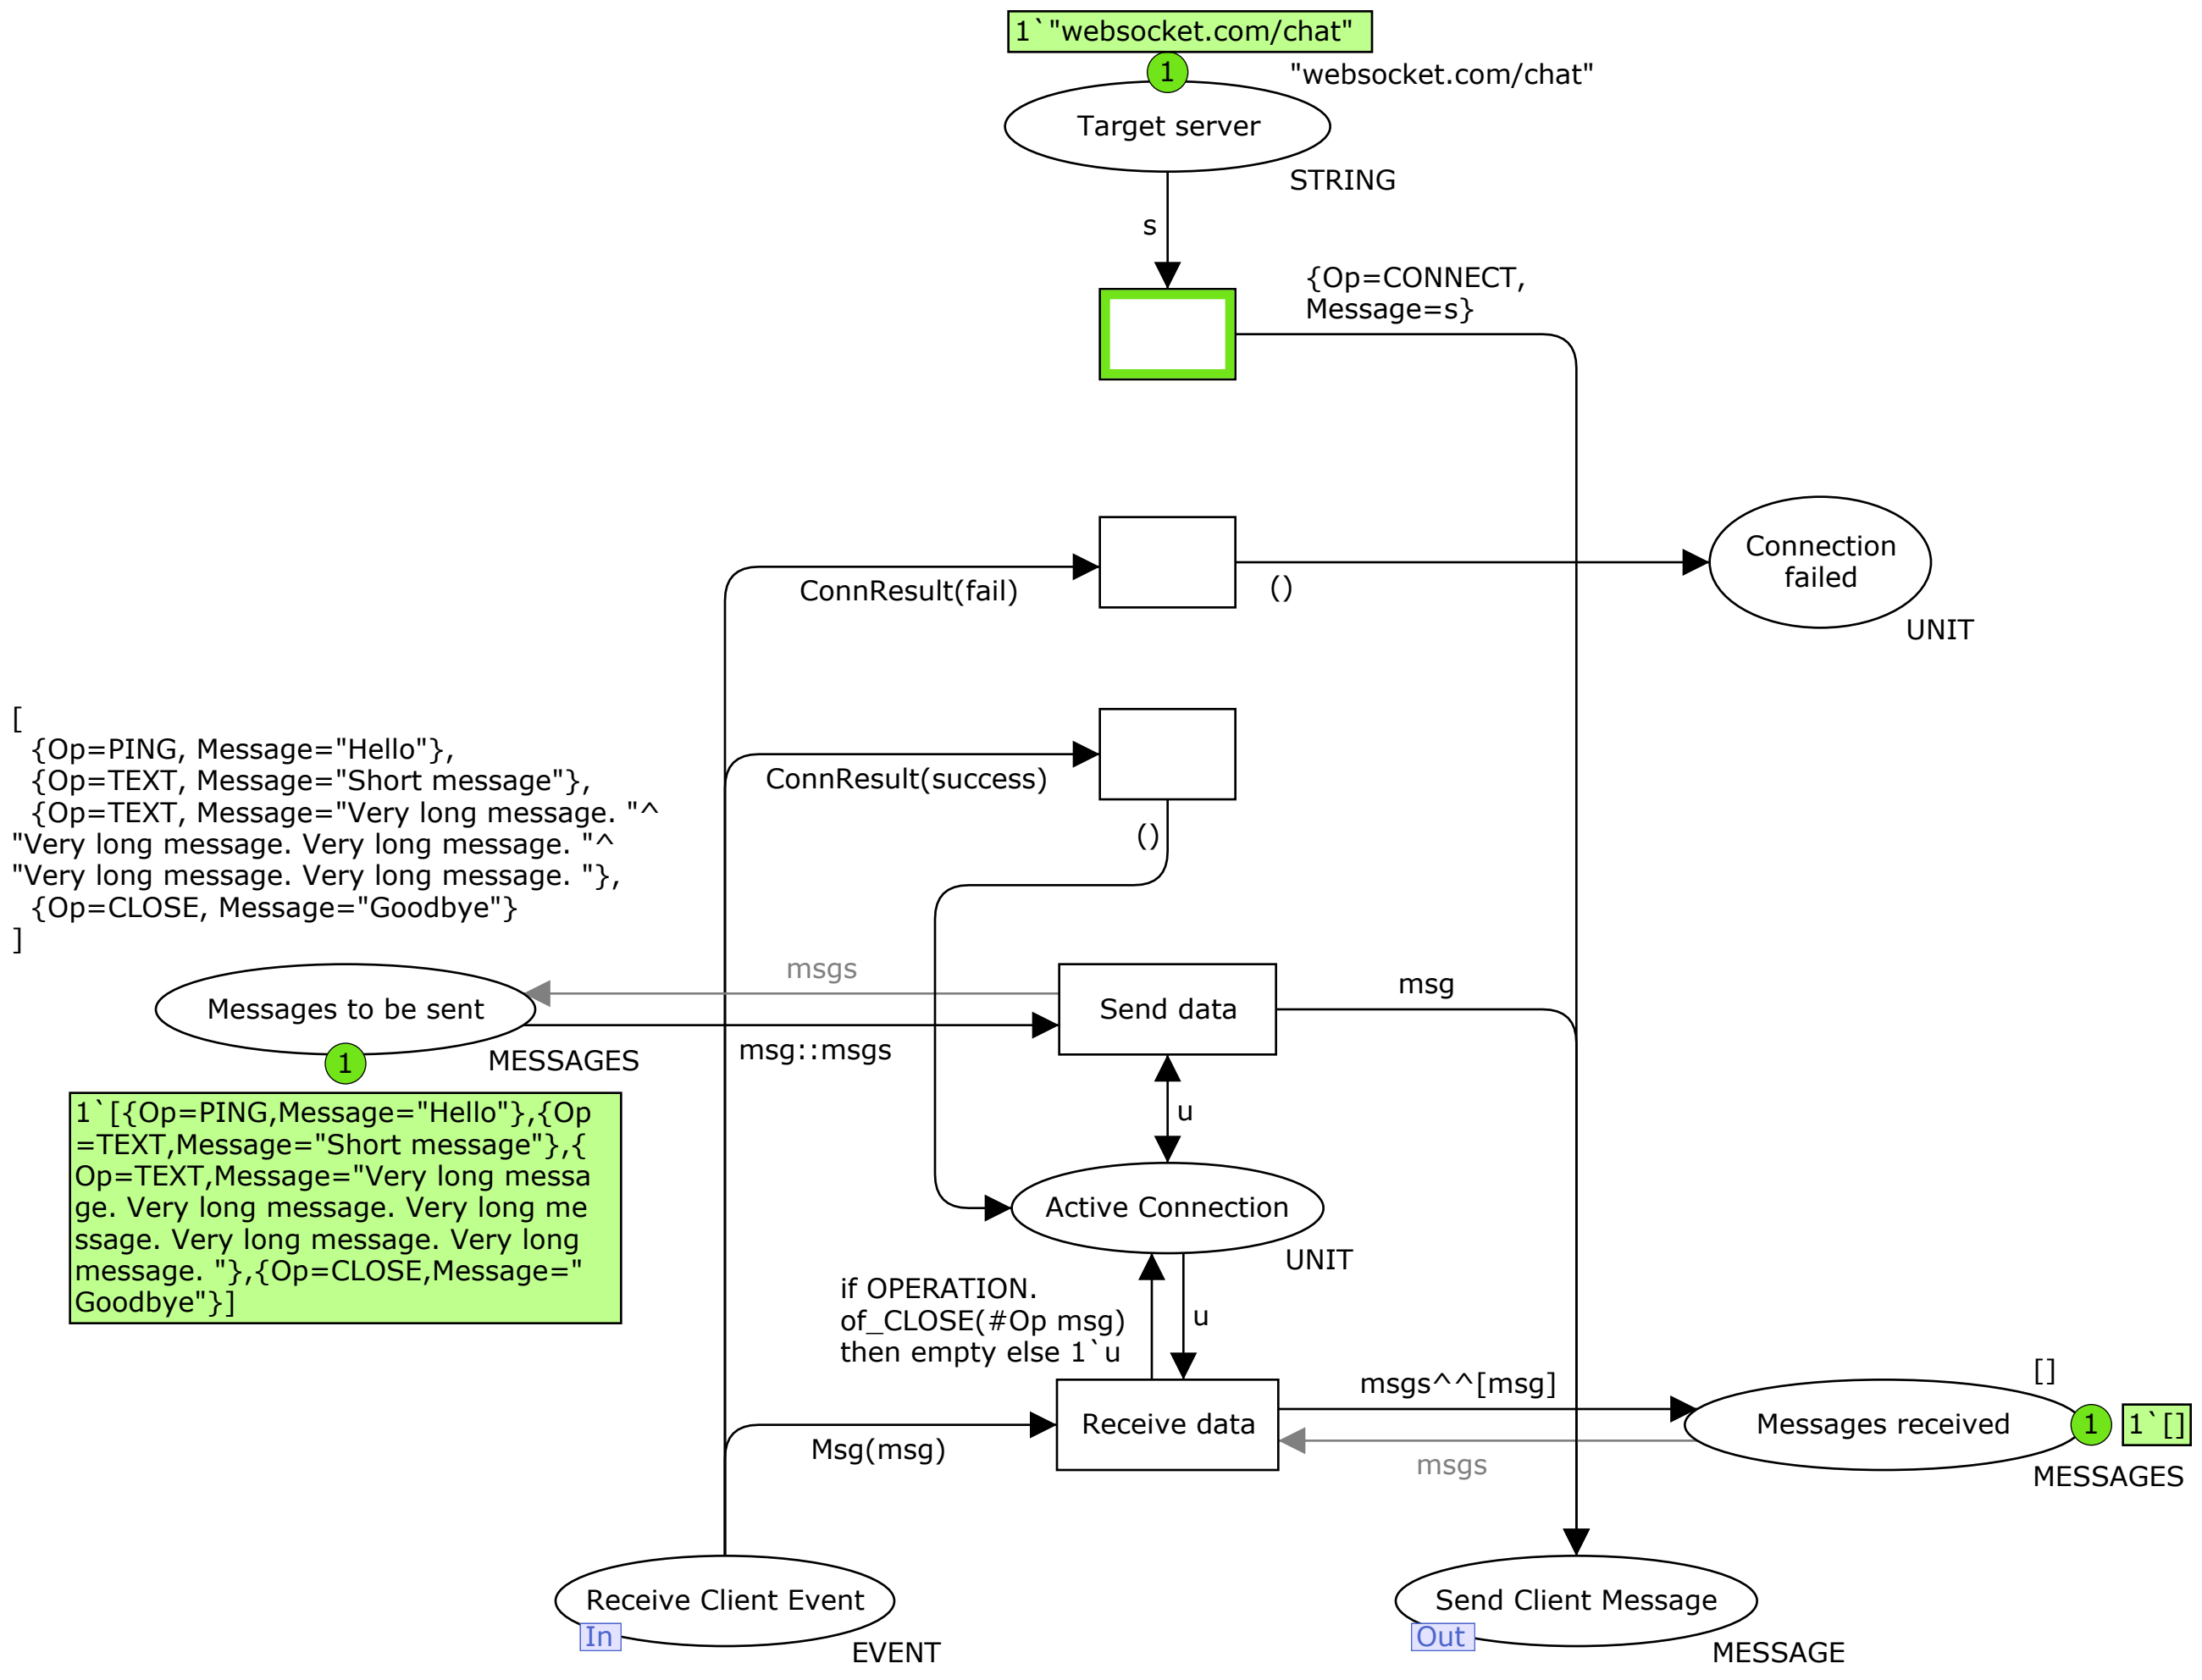 1`"websocket.com/chat"
1
"websocket.com/chat"
Target server
STRING
s
{Op=CONNECT,
Message=s}
Connection
failed
ConnResult(fail)
()
UNIT
[
{Op=PING, Message="Hello"},
{Op=TEXT, Message="Short message"},
{Op=TEXT, Message="Very long message. "^
"Very long message. Very long message. "^
"Very long message. Very long message. "},
{Op=CLOSE, Message="Goodbye"}
]
ConnResult(success)
()
msgs
msg
Messages to be sent
Send data
msg::msgs
MESSAGES
1
1`[{Op=PING,Message="Hello"},{Op
=TEXT,Message="Short message"},{
Op=TEXT,Message="Very long messa
ge. Very long message. Very long me
ssage. Very long message. Very long
message. "},{Op=CLOSE,Message="
Goodbye"}]
u
Active Connection
UNIT
if OPERATION.
of_CLOSE(#Op msg)
then empty else 1`u
u
msgs^^[msg]
[]
Receive data
Messages received
1
1`[]
Msg(msg)
msgs
MESSAGES
Receive Client Event
In
EVENT
Send Client Message
Out
MESSAGE